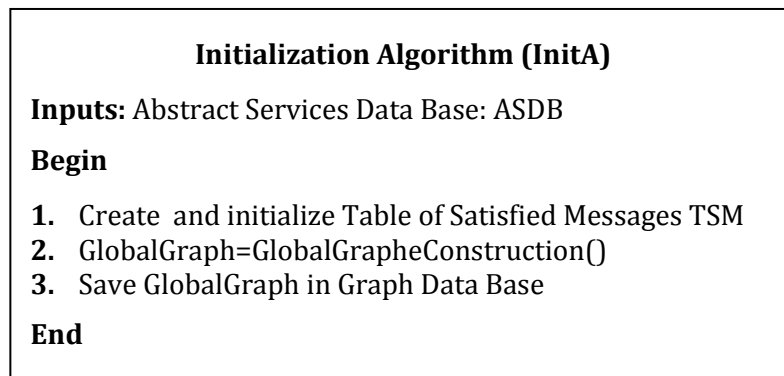 Initialization Algorithm (InitA)
Inputs: Abstract Services Data Base: ASDB
Begin
1. Create and initialize Table of Satisfied Messages TSM
2. GlobalGraph=GlobalGrapheConstruction()
3. Save GlobalGraph in Graph Data Base
End